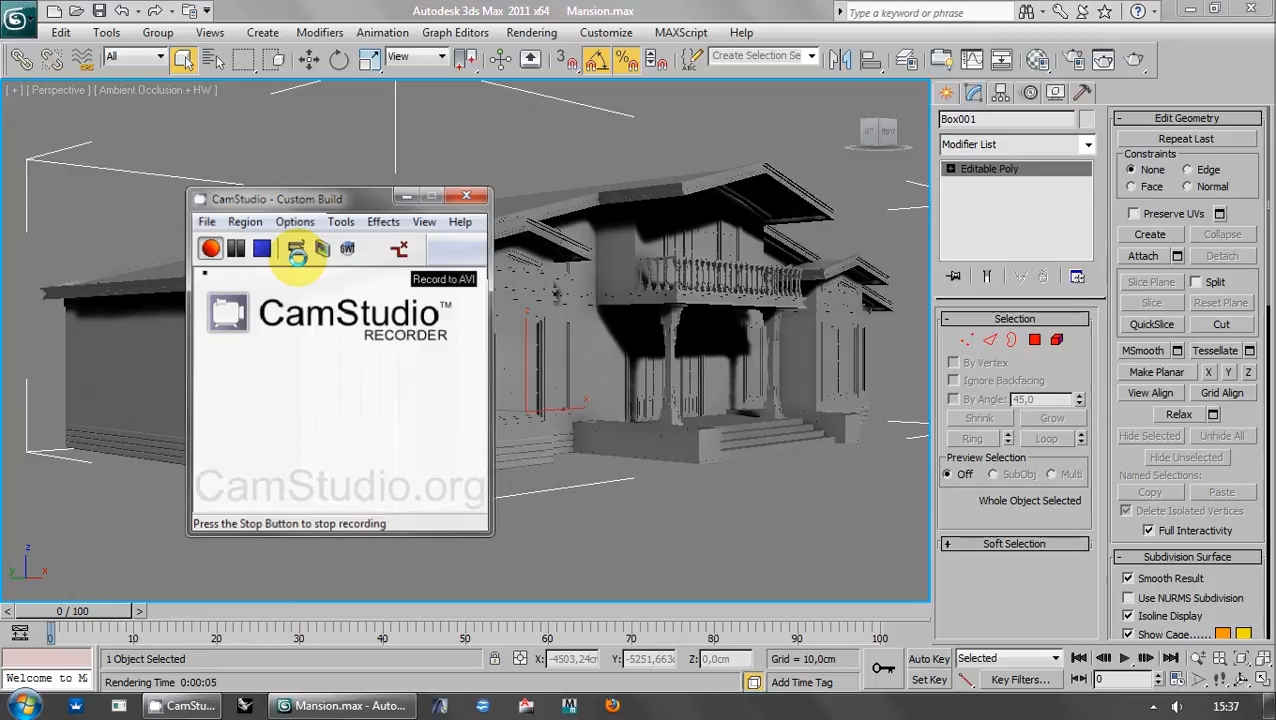 Autodesk 3ds Max 2011 x64 Mansion.max
Type a keyword or phrase
Edit Tools Group Views Create Modifiers Animation Graph Editors Rendering Customize MAXScript Help
All View 3 Create Selection Se
[ + ] [ Perspective ] [ Ambient Occlusion + HW ]
CamStudio - Custom Build
File Region Options Tools Effects View Help
Record to AVI
CamStudio™
RECORDER
CamStudio.org
Press the Stop Button to stop recording
z
x
z
y x
Box001
Modifier List
Editable Poly
- Selection
By Vertex
Ignore Backfacing
By Angle: 45,0
Shrink Grow
Ring Loop
Preview Selection
Off SubObj Multi
Whole Object Selected
+ Soft Selection
- Edit Geometry
Repeat Last
Constraints
None Edge
Face Normal
Preserve UVs
Create Collapse
Attach Detach
Slice Plane Split
Slice Reset Plane
QuickSlice Cut
MSmooth Tessellate
Make Planar X Y Z
View Align Grid Align
Relax
Hide Selected Unhide All
Hide Unselected
Named Selections:
Copy Paste
Delete Isolated Vertices
Full Interactivity
- Subdivision Surface
Smooth Result
Use NURMS Subdivision
Isoline Display
Show Cage......
< 0 / 100 >
0 10 20 30 40 50 60 70 80 90 100
1 Object Selected X: -4503,24cm Y: -5251,663c Z: 0,0cm Grid = 10,0cm Auto Key Selected
Welcome to M Rendering Time 0:00:05 Add Time Tag Set Key Key Filters... 0
CamStu... Mansion.max - Auto... 15:37